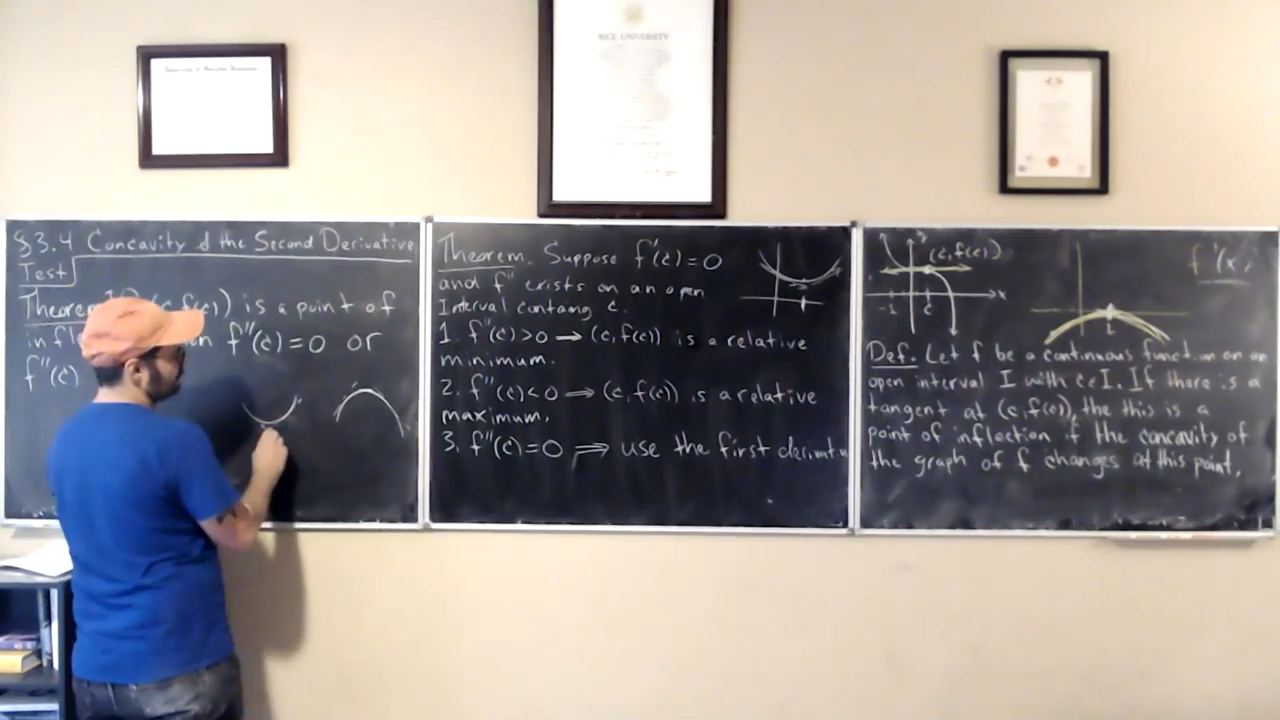 RICE UNIVERSITY
§3.4 Concavity & the Second Derivative
Test
Theorem If (c, f(c)) is a point of
f''(c) = 0 or
f''(c)
Theorem. Suppose f'(c) = 0
and f'' exists on an open
Interval containg c.
1. f''(c) > 0 ⟹ (c, f(c)) is a relative
minimum.
2. f''(c) < 0 ⟹ (c, f(c)) is a relative
maximum.
3. f''(c) = 0 ⟹ use the first
y
(c, f(c))
-1 c x
c
f'(x)
Def. Let f be a continuous function on an
open interval I with c∈I. If there is a
tangent at (c, f(c)), the this is a
point of inflection if the concavity of
the graph of f changes at this point.